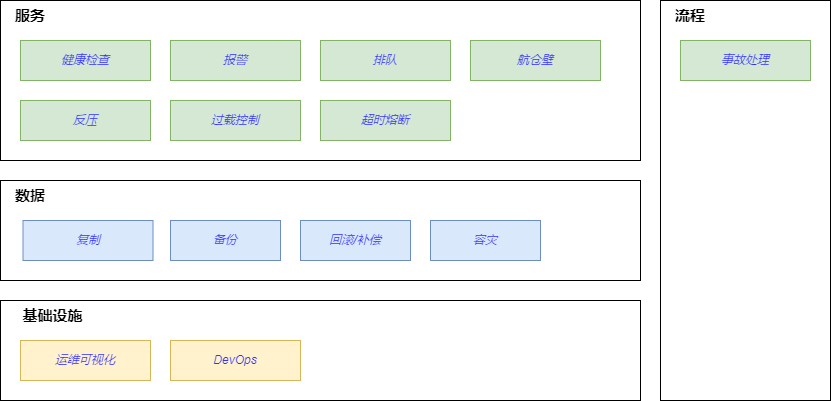 服务
流程
健康检查
报警
排队
航仓壁
事故处理
反压
过载控制
超时熔断
数据
复制
备份
回滚/补偿
容灾
基础设施
运维可视化
DevOps